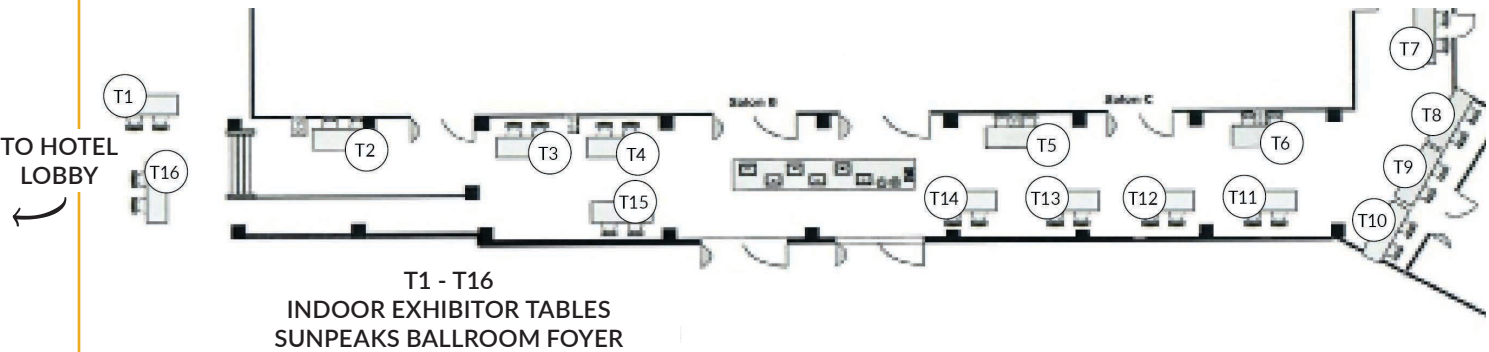 T7
Salon B
Salon C
T1
T8
TO HOTEL
LOBBY
T2
T3
T4
T5
T6
T9
T16
T15
T14
T13
T12
T11
T10
T1 - T16
INDOOR EXHIBITOR TABLES
SUNPEAKS BALLROOM FOYER